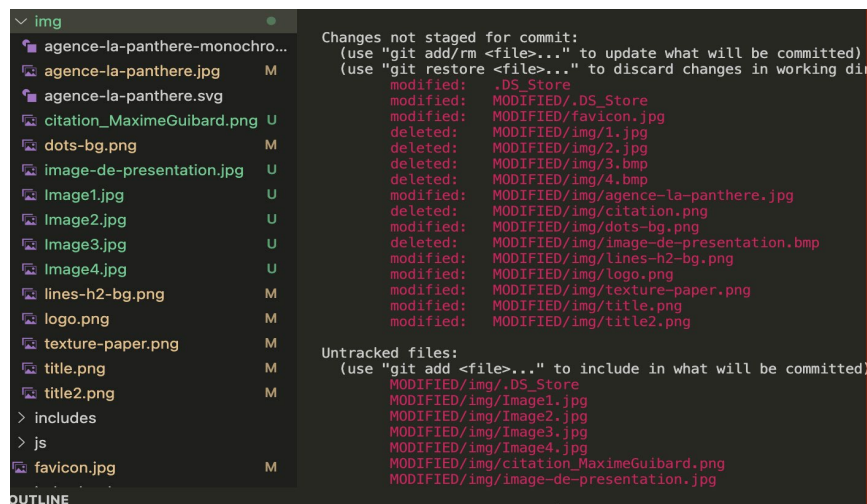 img
agence-la-panthere-monochro...
agence-la-panthere.jpg M
agence-la-panthere.svg
citation_MaximeGuibard.png U
dots-bg.png M
image-de-presentation.jpg U
Image1.jpg U
Image2.jpg U
Image3.jpg U
Image4.jpg U
lines-h2-bg.png M
logo.png M
texture-paper.png M
title.png M
title2.png M
includes
js
favicon.jpg M
OUTLINE
Changes not staged for commit:
(use "git add/rm <file>..." to update what will be committed)
(use "git restore <file>..." to discard changes in working dir
modified: .DS_Store
modified: MODIFIED/.DS_Store
modified: MODIFIED/favicon.jpg
deleted: MODIFIED/img/1.jpg
deleted: MODIFIED/img/2.jpg
deleted: MODIFIED/img/3.bmp
deleted: MODIFIED/img/4.bmp
modified: MODIFIED/img/agence-la-panthere.jpg
deleted: MODIFIED/img/citation.png
modified: MODIFIED/img/dots-bg.png
deleted: MODIFIED/img/image-de-presentation.bmp
modified: MODIFIED/img/lines-h2-bg.png
modified: MODIFIED/img/logo.png
modified: MODIFIED/img/texture-paper.png
modified: MODIFIED/img/title.png
modified: MODIFIED/img/title2.png
Untracked files:
(use "git add <file>..." to include in what will be committed)
MODIFIED/img/.DS_Store
MODIFIED/img/Image1.jpg
MODIFIED/img/Image2.jpg
MODIFIED/img/Image3.jpg
MODIFIED/img/Image4.jpg
MODIFIED/img/citation_MaximeGuibard.png
MODIFIED/img/image-de-presentation.jpg